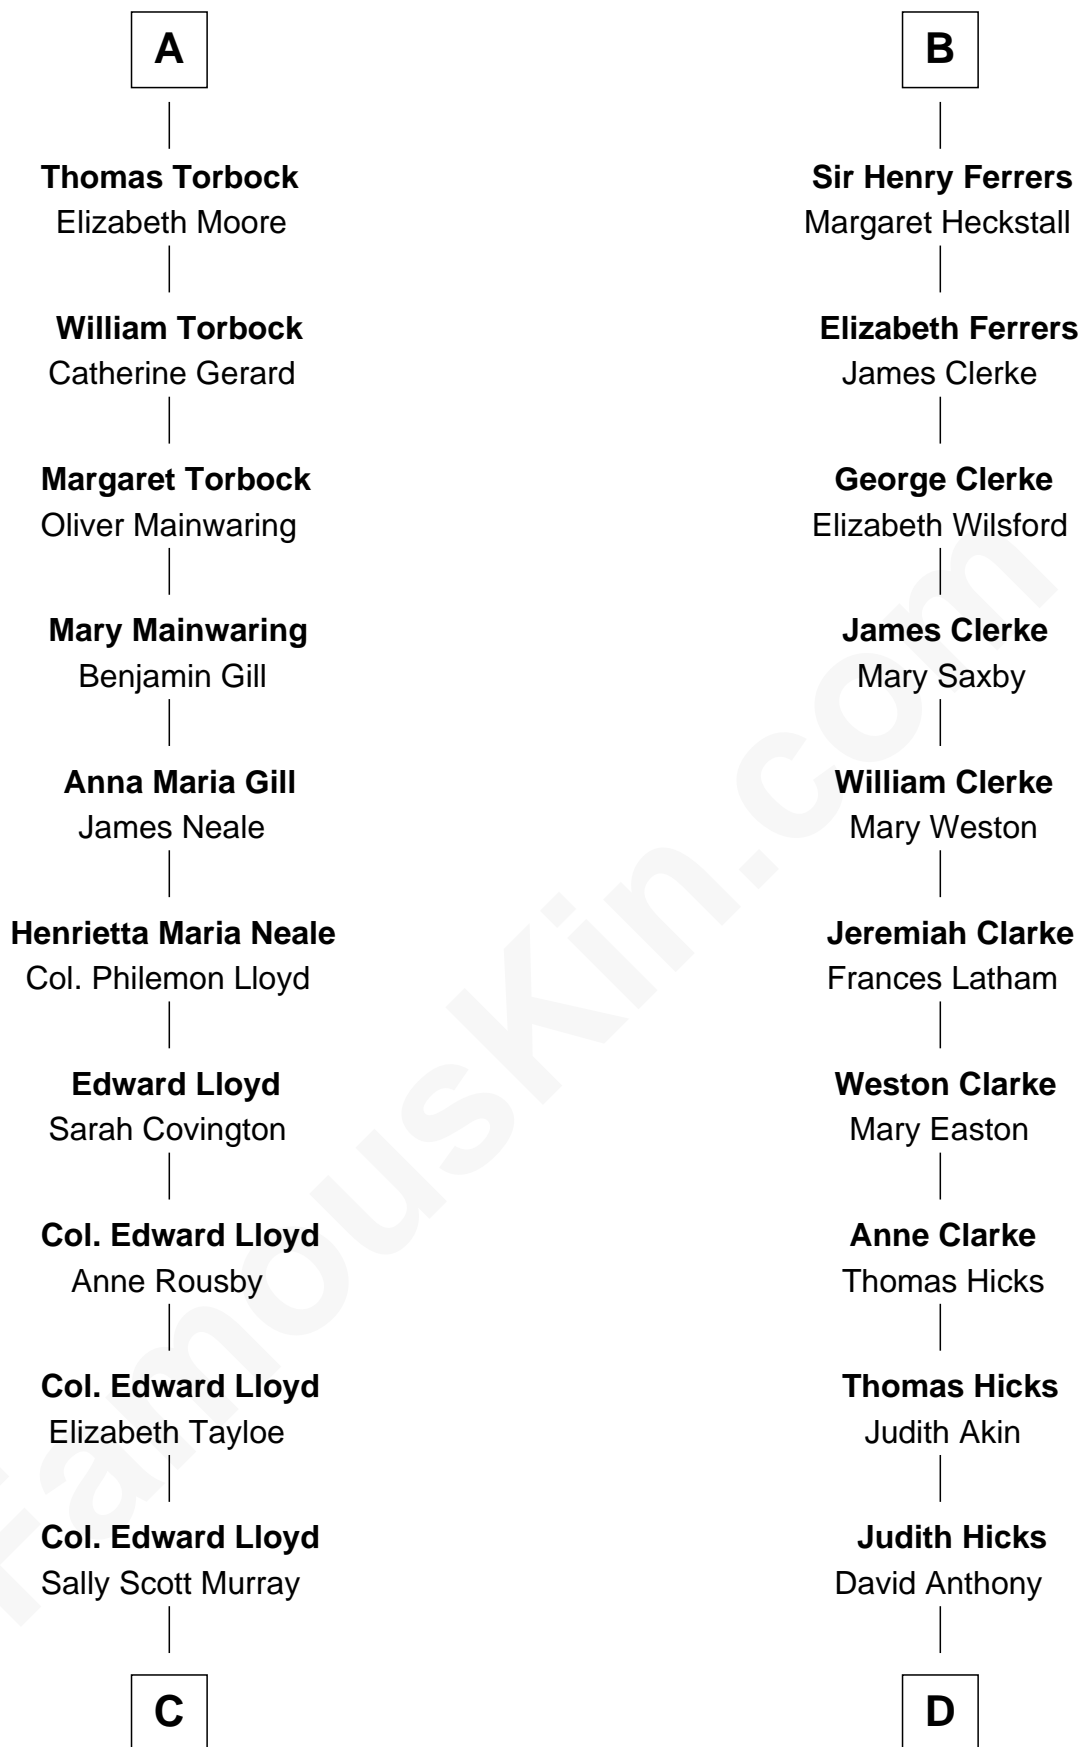 A
Thomas Torbock
Elizabeth Moore
William Torbock
Catherine Gerard
Margaret Torbock
Oliver Mainwaring
Mary Mainwaring
Benjamin Gill
Anna Maria Gill
James Neale
Henrietta Maria Neale
Col. Philemon Lloyd
Edward Lloyd
Sarah Covington
Col. Edward Lloyd
Anne Rousby
Col. Edward Lloyd
Elizabeth Tayloe
Col. Edward Lloyd
Sally Scott Murray
C
B
Sir Henry Ferrers
Margaret Heckstall
Elizabeth Ferrers
James Clerke
George Clerke
Elizabeth Wilsford
James Clerke
Mary Saxby
William Clerke
Mary Weston
Jeremiah Clarke
Frances Latham
Weston Clarke
Mary Easton
Anne Clarke
Thomas Hicks
Thomas Hicks
Judith Akin
Judith Hicks
David Anthony
D
FamousKin.com